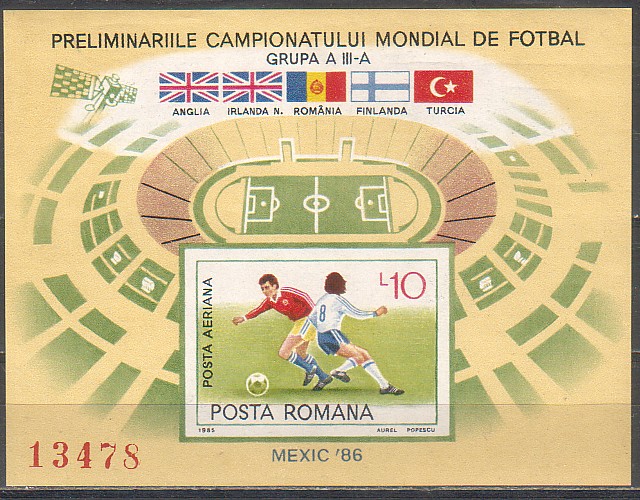 PRELIMINARIILE CAMPIONATULUI MONDIAL DE FOTBAL
GRUPA A III-A
ANGLIA IRLANDA N. ROMÂNIA FINLANDA TURCIA
L10
8
POSTA AERIANA
POSTA ROMANA
1985 AUREL POPESCU
MEXIC '86
13478